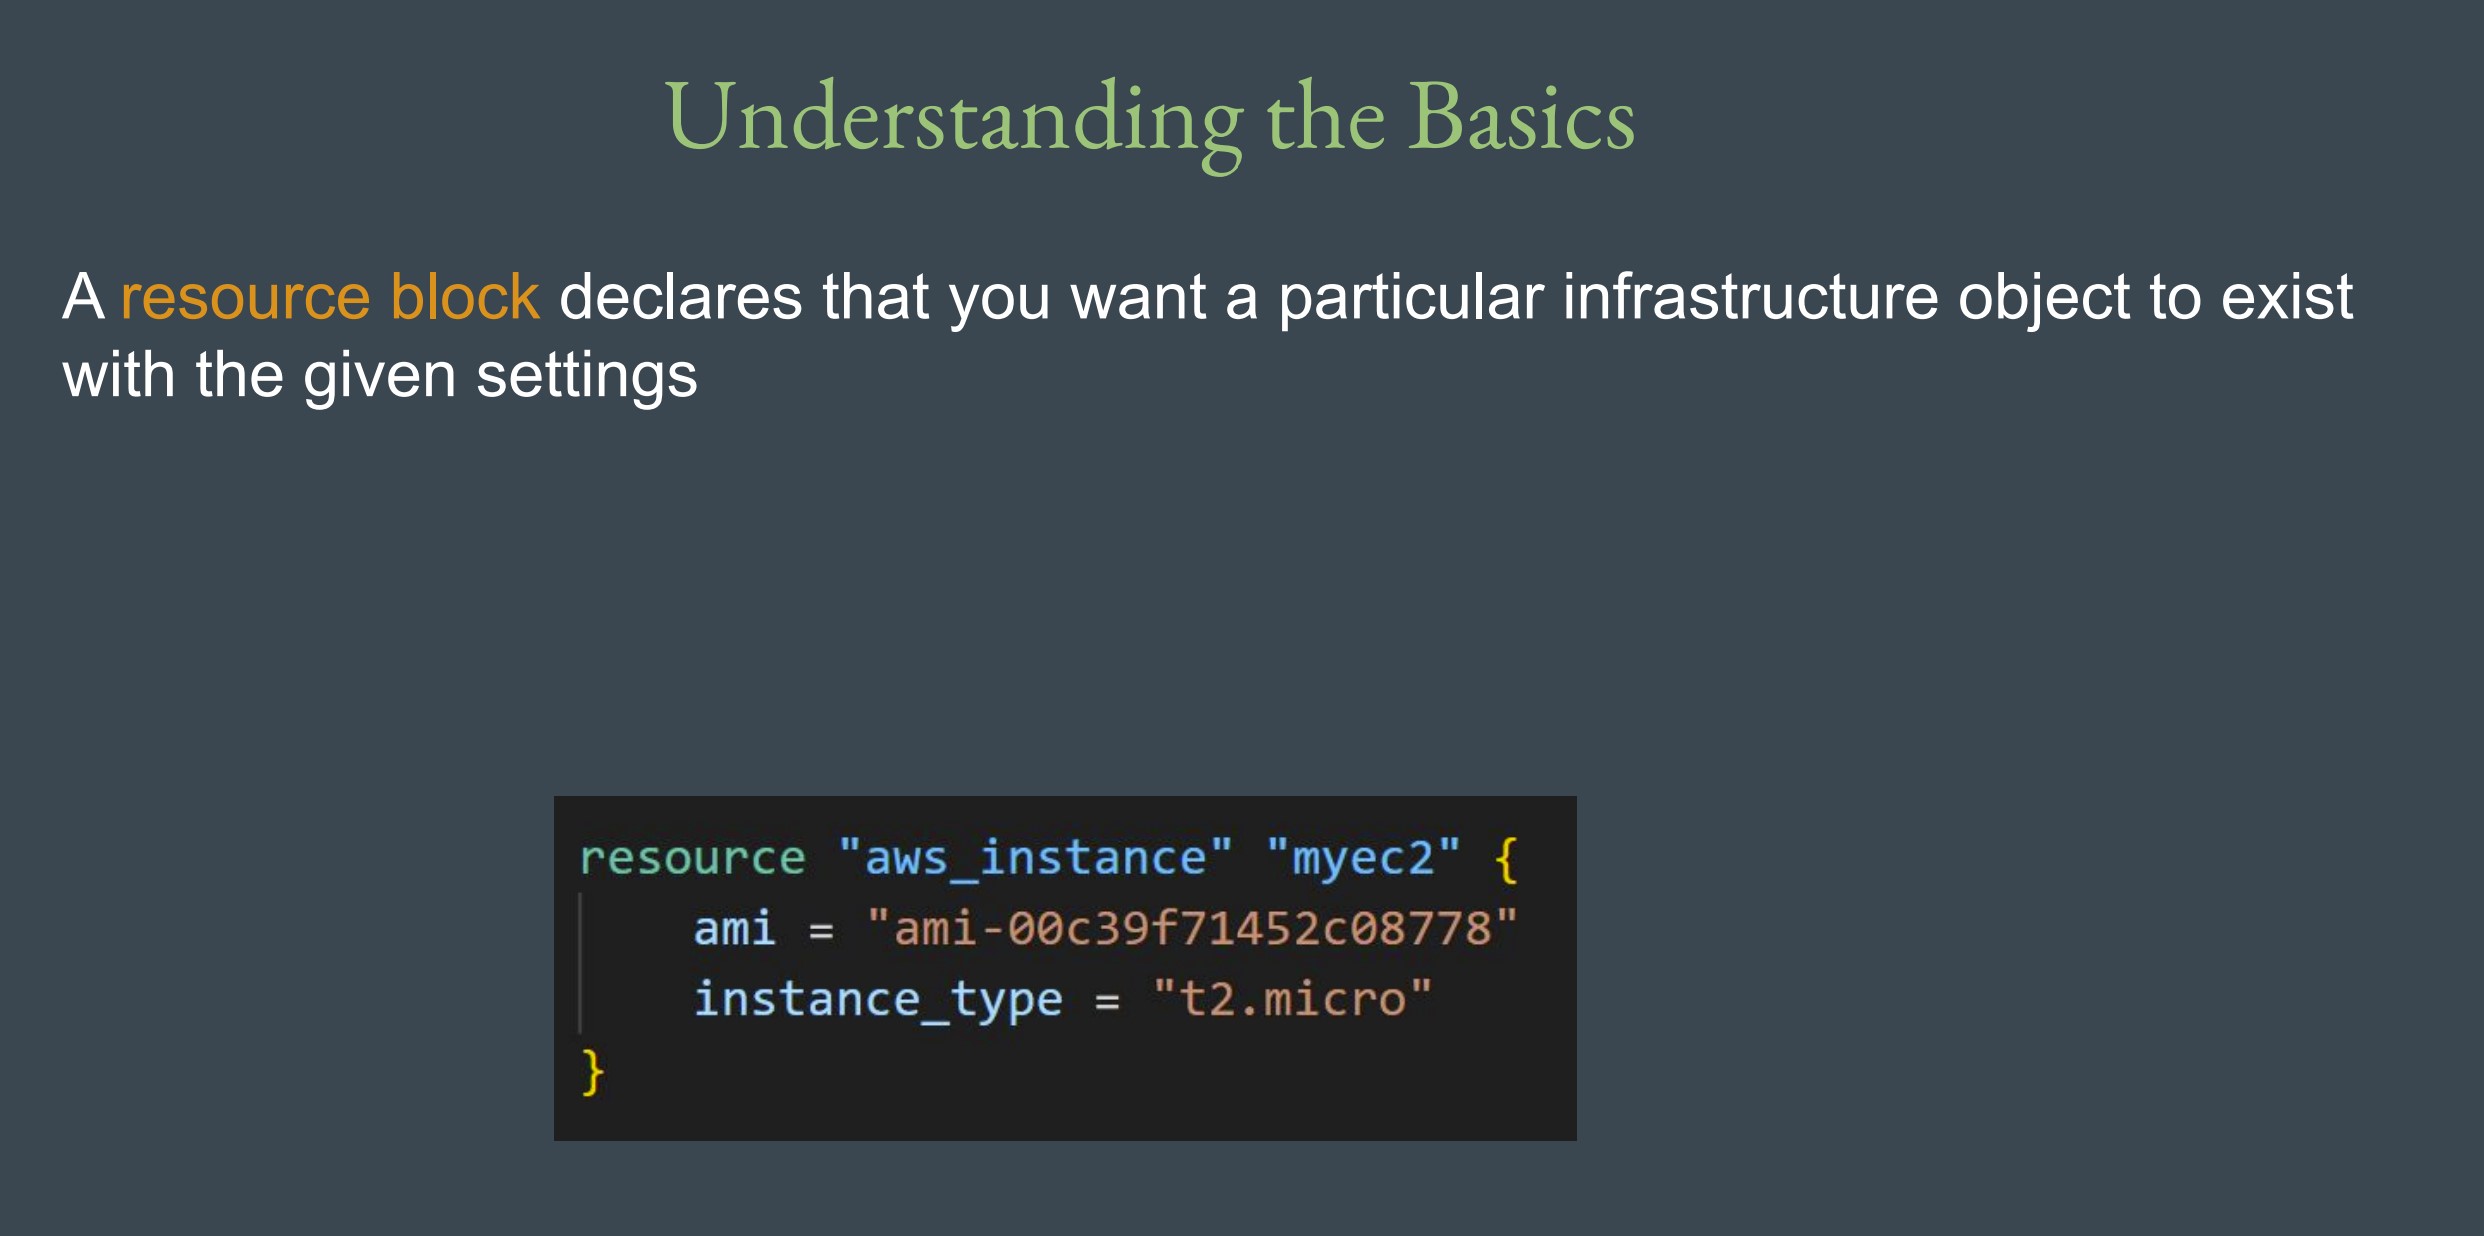 Understanding the Basics
A resource block declares that you want a particular infrastructure object to exist
with the given settings
resource "aws_instance" "myec2" {
    ami = "ami-00c39f71452c08778"
    instance_type = "t2.micro"
}